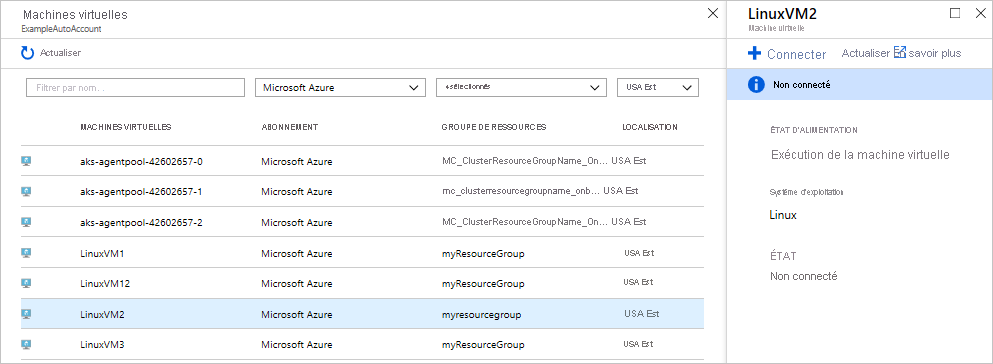 Machines virtuelles
ExampleAutoAccount
Actualiser
Filtrer par nom...
Microsoft Azure
sélectionnés
USA Est
MACHINES VIRTUELLES ABONNEMENT GROUPE DE RESSOURCES LOCALISATION
aks-agentpool-42602657-0 Microsoft Azure MC_ClusterResourceGroupName_On... USA Est
aks-agentpool-42602657-1 Microsoft Azure mc_clusterresourcegroupname_onb... USA Est
aks-agentpool-42602657-2 Microsoft Azure MC_ClusterResourceGroupName_On... USA Est
LinuxVM1 Microsoft Azure myResourceGroup USA Est
LinuxVM12 Microsoft Azure myResourceGroup USA Est
LinuxVM2 Microsoft Azure myresourcegroup USA Est
LinuxVM3 Microsoft Azure myResourceGroup USA Est
LinuxVM2
Machine virtuelle
Connecter Actualiser savoir plus
Non connecté
ÉTAT D'ALIMENTATION
Exécution de la machine virtuelle
Système d'exploitation
Linux
ÉTAT
Non connecté